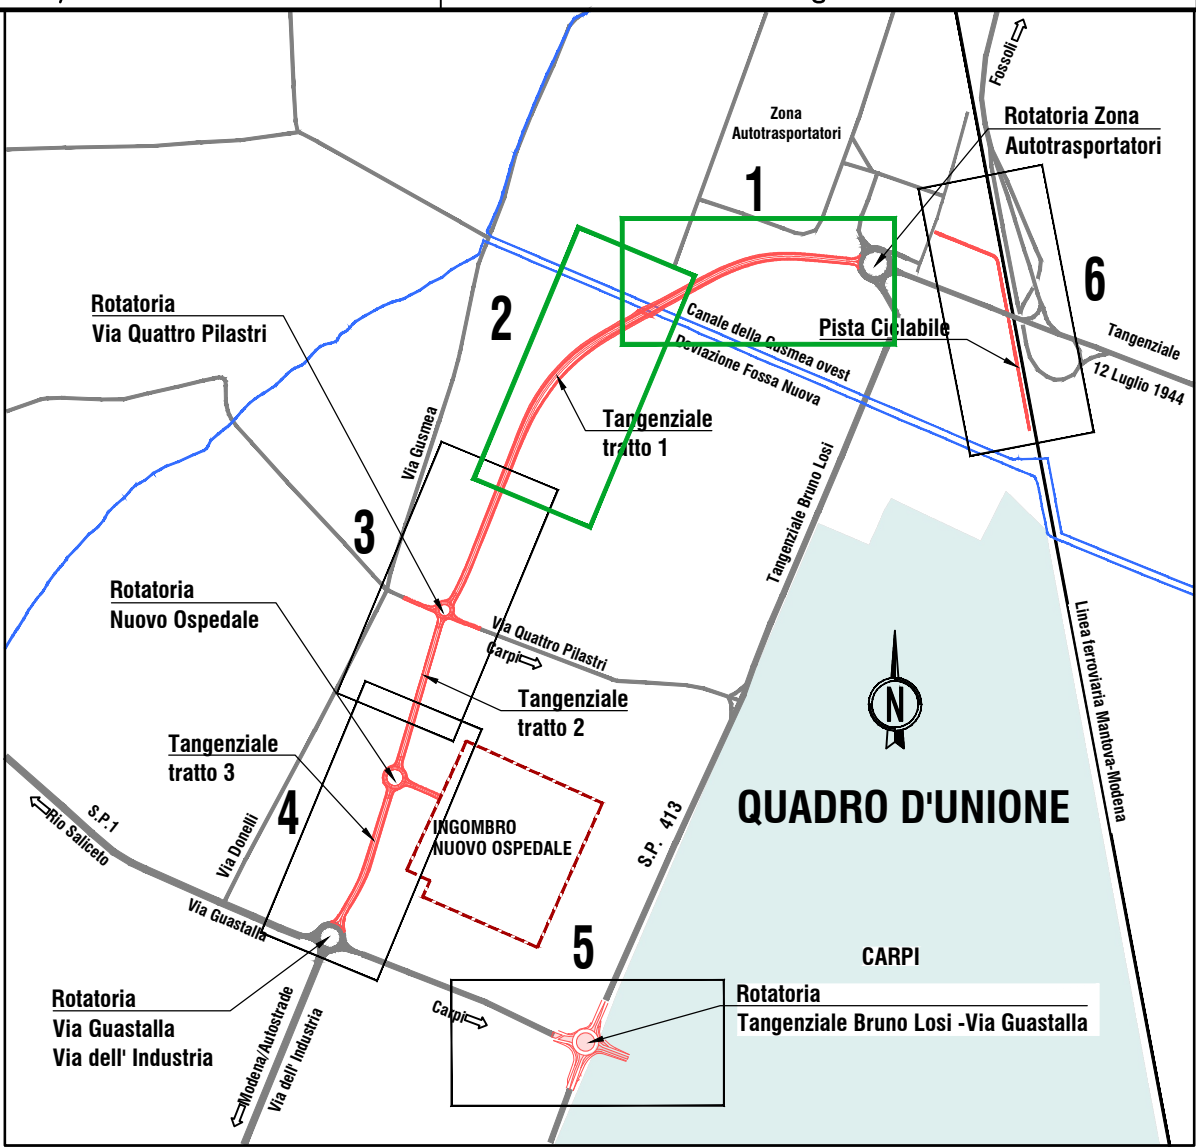 Fossoli
Zona
Autotrasportatori
Rotatoria Zona
Autotrasportatori
1
2
6
Rotatoria
Via Quattro Pilastri
Canale della Gusmea ovest
Deviazione Fossa Nuova
Pista Ciclabile
Tangenziale
12 Luglio 1944
Tangenziale
tratto 1
Via Gusmea
Tangenziale Bruno Losi
3
Rotatoria
Nuovo Ospedale
Via Quattro Pilastri
Carpi
Linea ferroviaria Mantova-Modena
N
Tangenziale
tratto 2
Tangenziale
tratto 3
QUADRO D'UNIONE
S.P.1
Rio Saliceto
Via Donelli
4
INGOMBRO
NUOVO OSPEDALE
S.P. 413
Via Guastalla
5
CARPI
Rotatoria
Via Guastalla
Via dell' Industria
Modena/Autostrade
Via dell' Industria
Carpi
Rotatoria
Tangenziale Bruno Losi -Via Guastalla